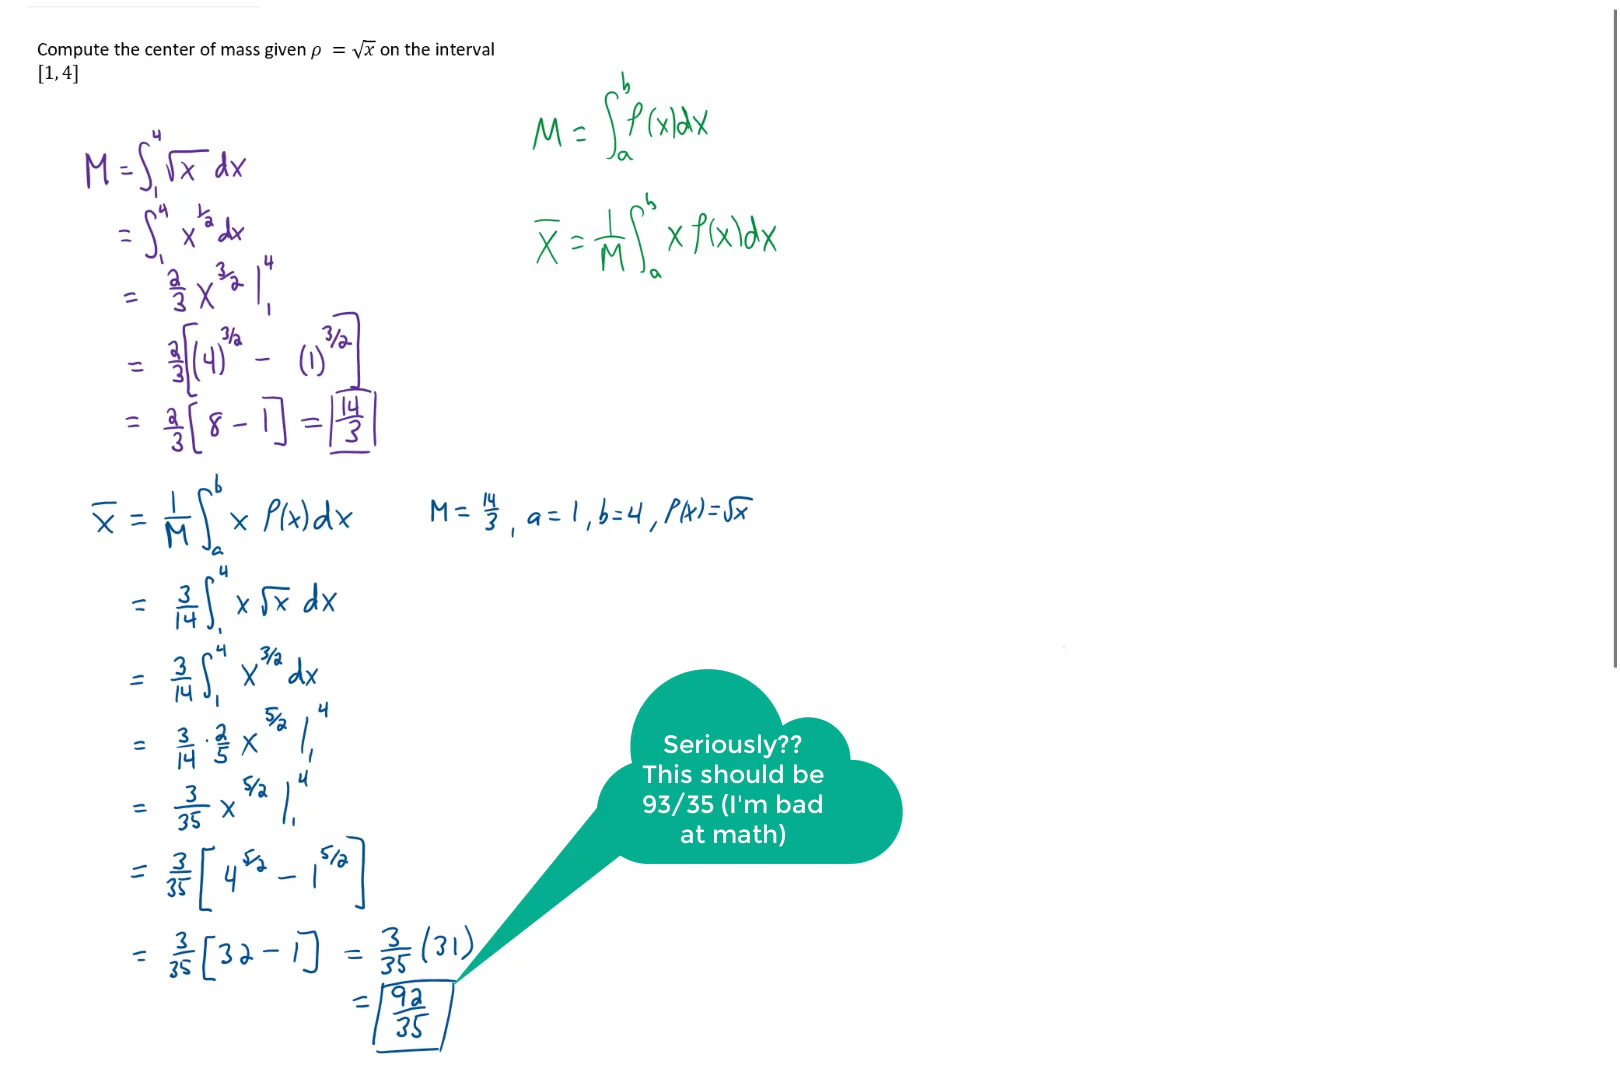 Compute the center of mass given ρ = √x on the interval
[1, 4]
M = ∫_a^b ρ(x)dx
x̄ = 1/M ∫_a^b x ρ(x)dx
M = ∫_1^4 √x dx
= ∫_1^4 x^(1/2) dx
= 2/3 x^(3/2) |_1^4
= 2/3 [(4)^(3/2) - (1)^(3/2)]
= 2/3 [8 - 1] = 14/3
x̄ = 1/M ∫_a^b x ρ(x)dx
M = 14/3, a = 1, b = 4, ρ(x) = √x
= 3/14 ∫_1^4 x √x dx
= 3/14 ∫_1^4 x^(3/2) dx
= 3/14 · 2/5 x^(5/2) |_1^4
= 3/35 x^(5/2) |_1^4
= 3/35 [4^(5/2) - 1^(5/2)]
= 3/35 [32 - 1] = 3/35 (31)
= 92/35
Seriously??
This should be
93/35 (I'm bad
at math)